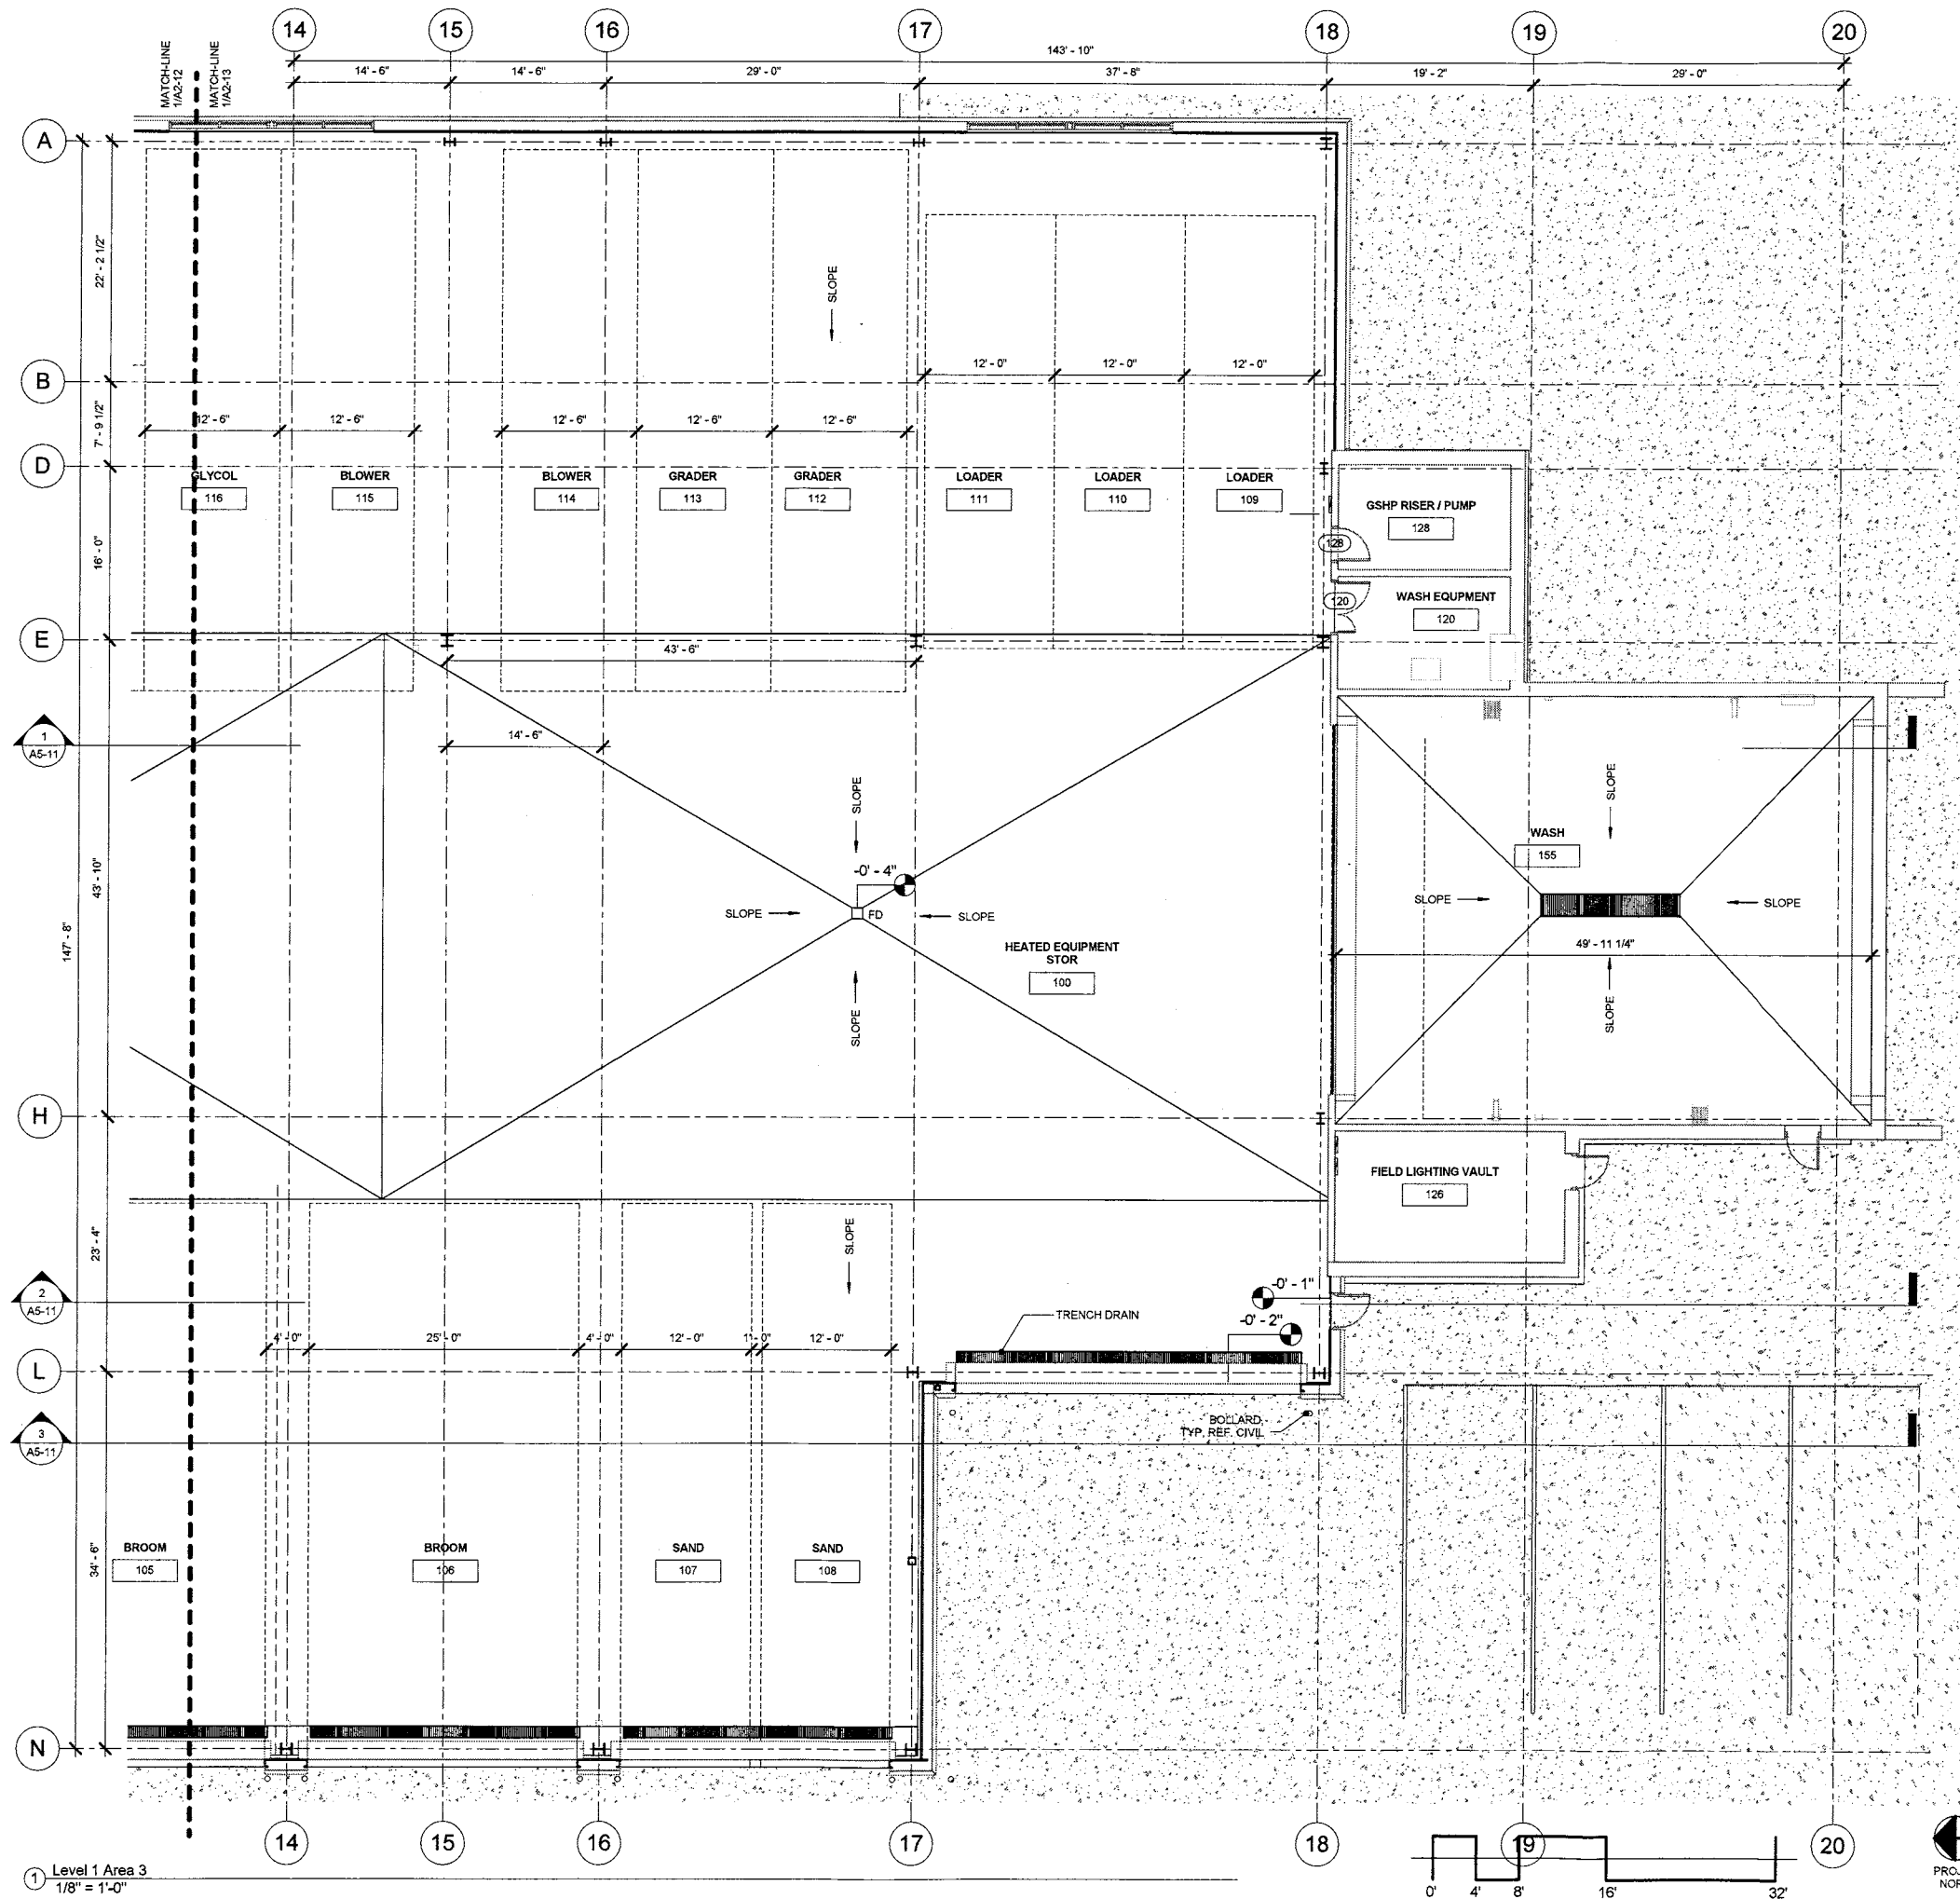 14 15 16 17 18 19 20
MATCH-LINE
1/A2-12
MATCH-LINE
1/A2-13
143' - 10"
14' - 6" 14' - 6" 29' - 0" 37' - 8" 19' - 2" 29' - 0"
A
22' - 2 1/2"
SLOPE
B
12' - 0" 12' - 0" 12' - 0"
7' - 9 1/2"
12' - 6" 12' - 6" 12' - 6" 12' - 6" 12' - 6"
D
GLYCOL
116
BLOWER
115
BLOWER
114
GRADER
113
GRADER
112
LOADER
111
LOADER
110
LOADER
109
GSHP RISER / PUMP
128
128
16' - 0"
WASH EQUPMENT
120
120
E
43' - 6"
1
A5-11
14' - 6"
SLOPE
SLOPE
WASH
155
-0' - 4"
43' - 10"
147' - 8"
SLOPE
FD
SLOPE
SLOPE
SLOPE
HEATED EQUIPMENT
STOR
100
49' - 11 1/4"
SLOPE
SLOPE
H
FIELD LIGHTING VAULT
126
23' - 4"
SLOPE
2
A5-11
-0' - 1"
TRENCH DRAIN
-0' - 2"
4' - 0" 25' - 0" 4' - 0" 12' - 0" 1' - 0" 12' - 0"
L
3
A5-11
BOLLARD,
TYP. REF. CIVIL
34' - 6"
BROOM
105
BROOM
106
SAND
107
SAND
108
N
14 15 16 17 18 19 20
1 Level 1 Area 3
1/8" = 1'-0"
0' 4' 8' 16' 32'